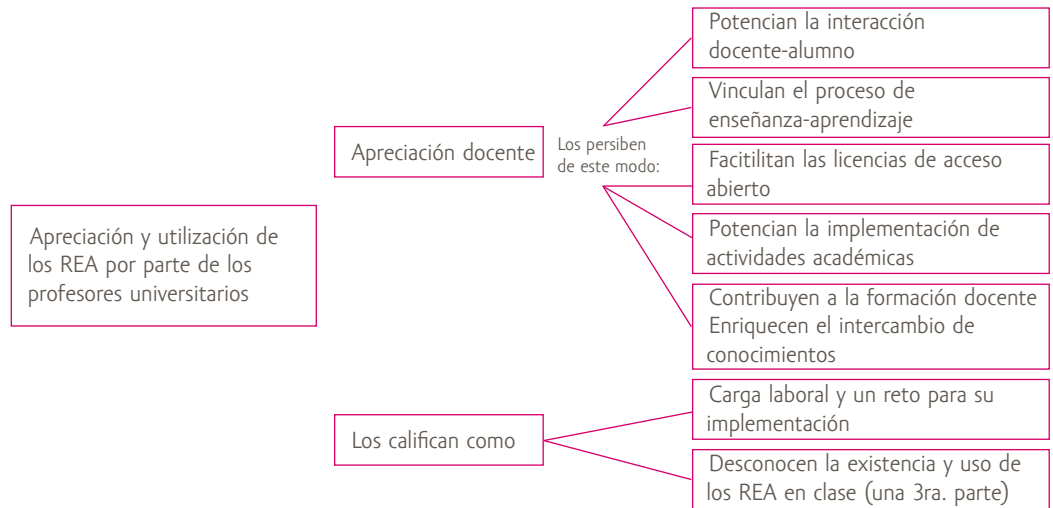 Apreciación y utilización de
los REA por parte de los
profesores universitarios
Apreciación docente
Los persiben
de este modo:
Potencian la interacción
docente-alumno
Vinculan el proceso de
enseñanza-aprendizaje
Facitilitan las licencias de acceso
abierto
Potencian la implementación de
actividades académicas
Contribuyen a la formación docente
Enriquecen el intercambio de
conocimientos
Los califican como
Carga laboral y un reto para su
implementación
Desconocen la existencia y uso de
los REA en clase (una 3ra. parte)